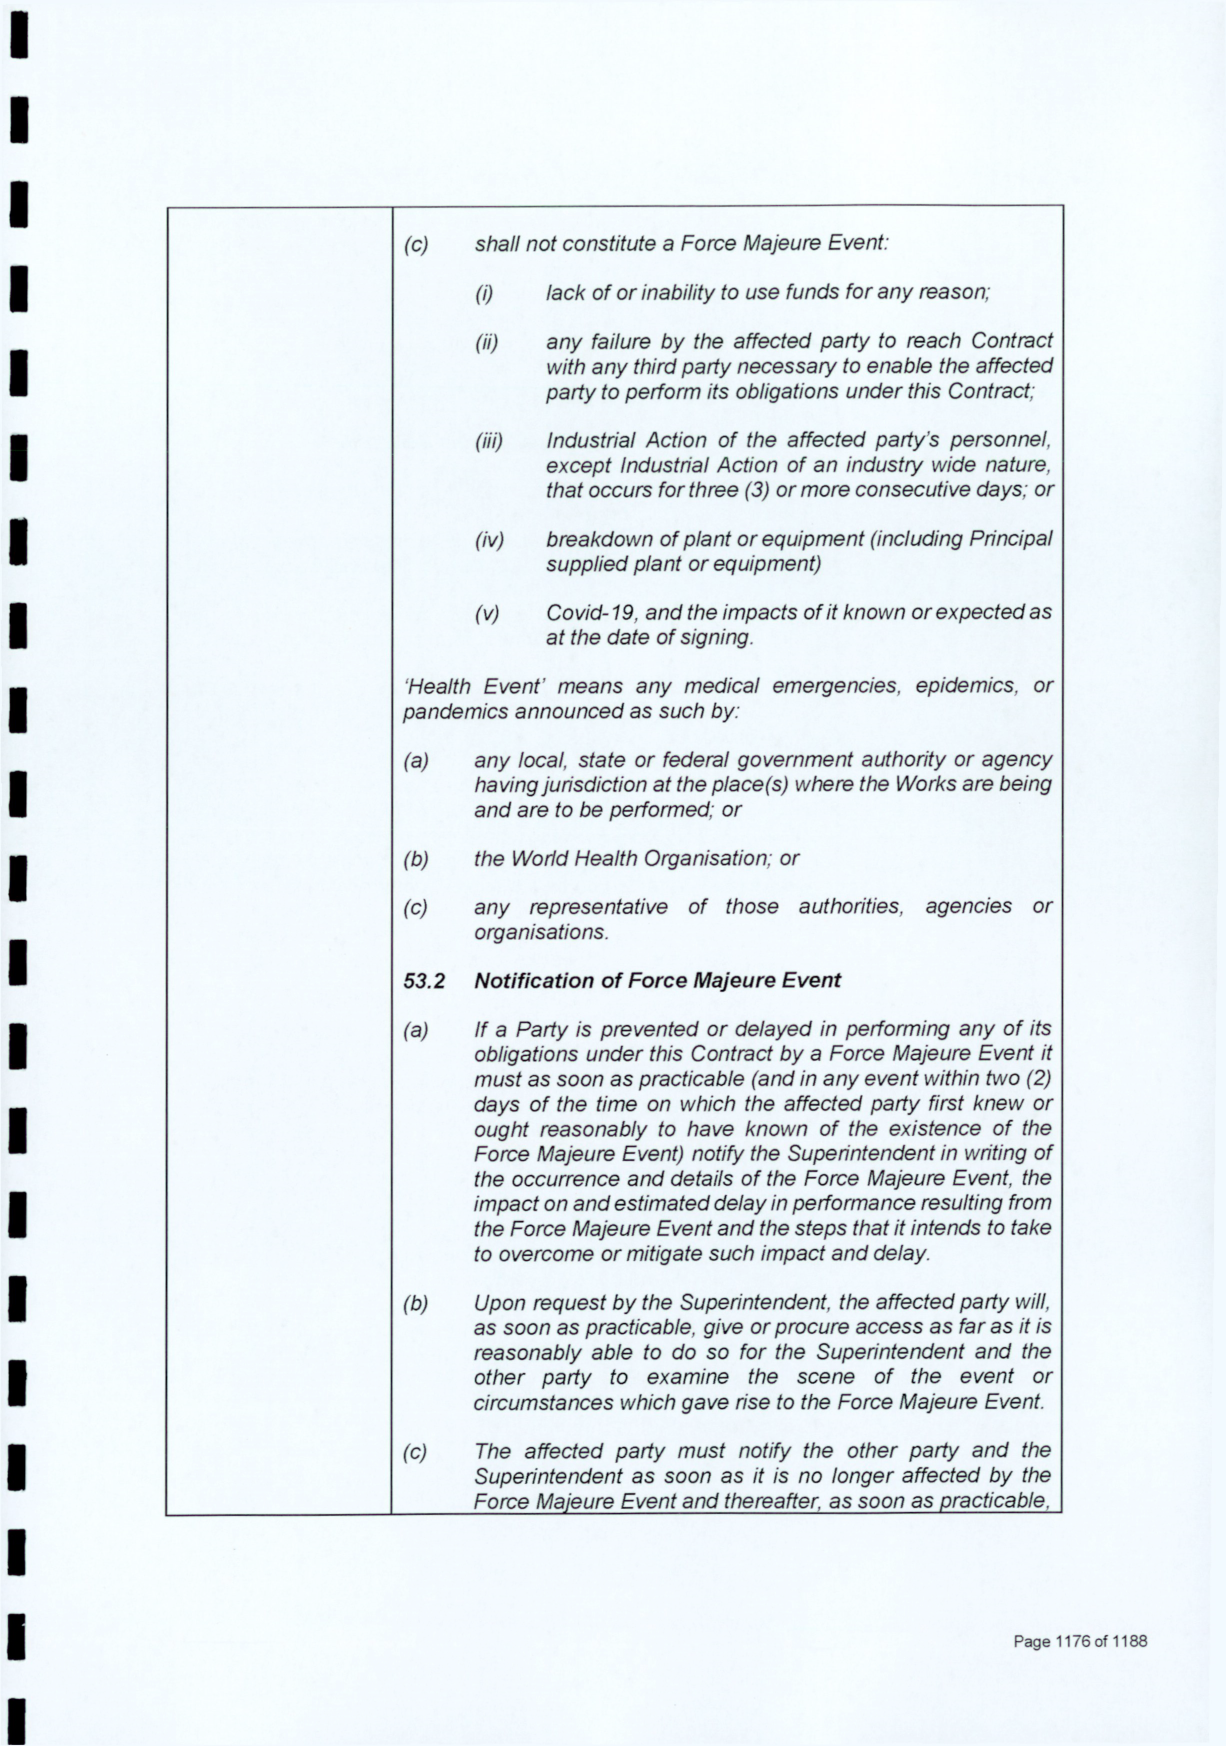 (c) shall not constitute a Force Majeure Event:
(i) lack of or inability to use funds for any reason;
(ii) any failure by the affected party to reach Contract
with any third party necessary to enable the affected
party to perform its obligations under this Contract;
(iii) Industrial Action of the affected party's personnel,
except Industrial Action of an industry wide nature,
that occurs for three (3) or more consecutive days; or
(iv) breakdown of plant or equipment (including Principal
supplied plant or equipment)
(v) Covid-19, and the impacts of it known or expected as
at the date of signing.
'Health Event' means any medical emergencies, epidemics, or
pandemics announced as such by:
(a) any local, state or federal government authority or agency
having jurisdiction at the place(s) where the Works are being
and are to be performed; or
(b) the World Health Organisation; or
(c) any representative of those authorities, agencies or
organisations.
53.2 Notification of Force Majeure Event
(a) If a Party is prevented or delayed in performing any of its
obligations under this Contract by a Force Majeure Event it
must as soon as practicable (and in any event within two (2)
days of the time on which the affected party first knew or
ought reasonably to have known of the existence of the
Force Majeure Event) notify the Superintendent in writing of
the occurrence and details of the Force Majeure Event, the
impact on and estimated delay in performance resulting from
the Force Majeure Event and the steps that it intends to take
to overcome or mitigate such impact and delay.
(b) Upon request by the Superintendent, the affected party will,
as soon as practicable, give or procure access as far as it is
reasonably able to do so for the Superintendent and the
other party to examine the scene of the event or
circumstances which gave rise to the Force Majeure Event.
(c) The affected party must notify the other party and the
Superintendent as soon as it is no longer affected by the
Force Majeure Event and thereafter, as soon as practicable,
Page 1176 of 1188